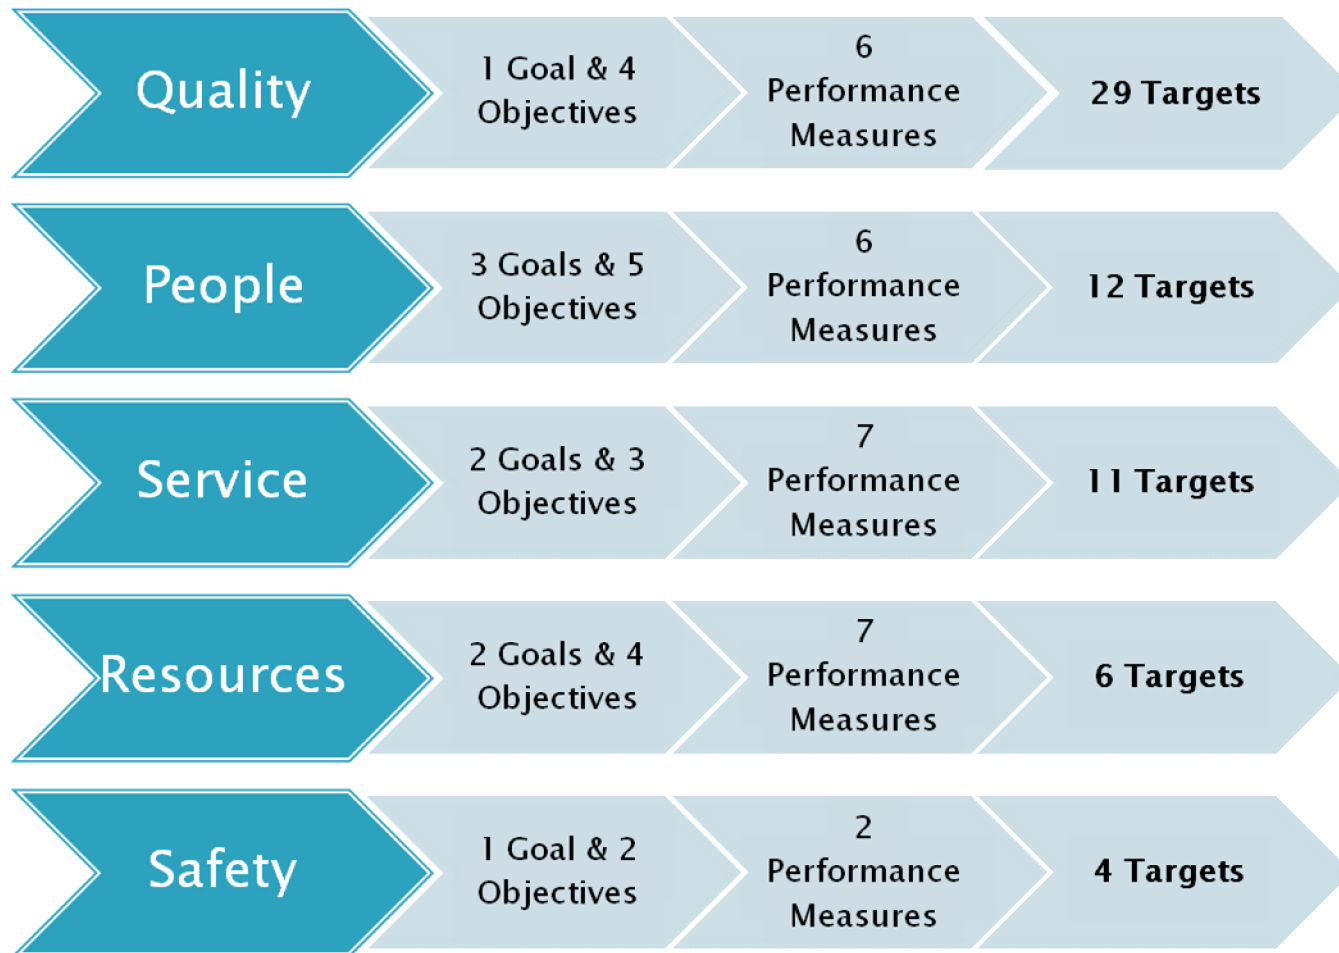 Quality
1 Goal & 4
Objectives
6
Performance
Measures
29 Targets
People
3 Goals & 5
Objectives
6
Performance
Measures
12 Targets
Service
2 Goals & 3
Objectives
7
Performance
Measures
11 Targets
Resources
2 Goals & 4
Objectives
7
Performance
Measures
6 Targets
Safety
1 Goal & 2
Objectives
2
Performance
Measures
4 Targets